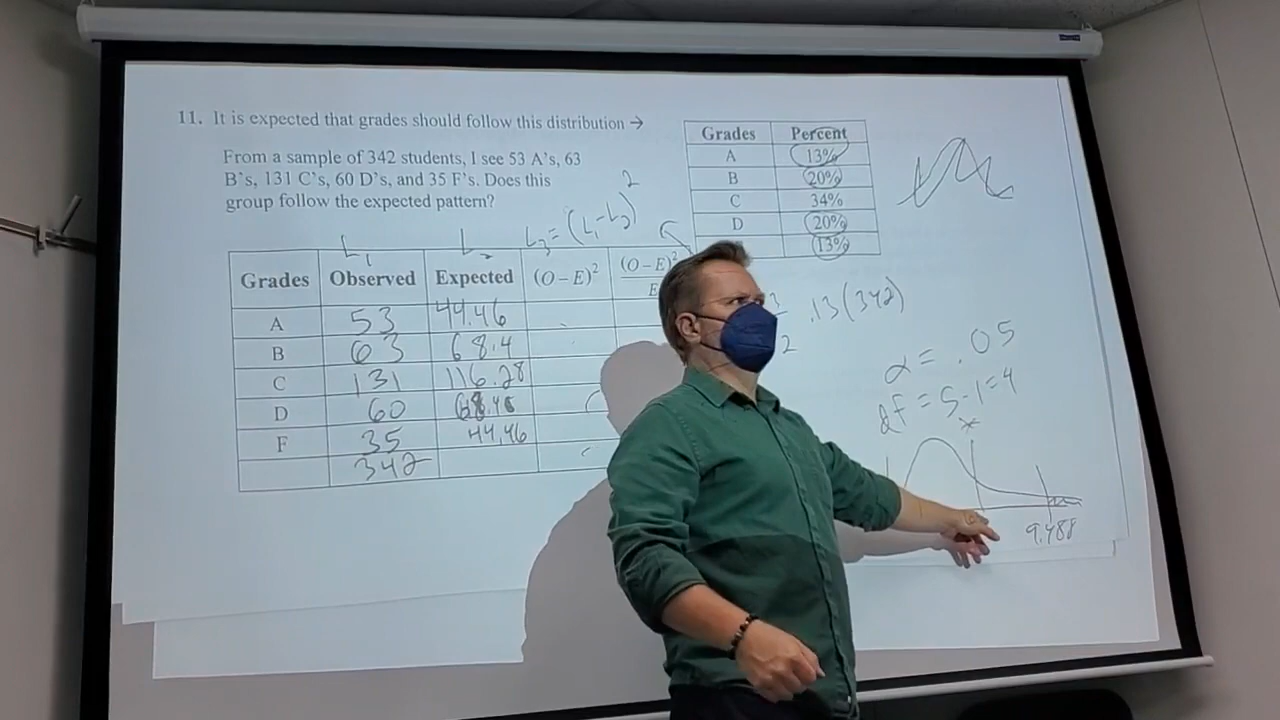 11. It is expected that grades should follow this distribution →
From a sample of 342 students, I see 53 A's, 63
B's, 131 C's, 60 D's, and 35 F's. Does this
group follow the expected pattern?
Grades Percent
A 13%
B 20%
C 34%
D 20%
13%
L₁ L₃=(L₁-L₂)²
Grades Observed Expected (O – E)² (O – E)²
E
A 53 44.46
B 63 68.4
C 131 116.28
D 60
F 35 44.46
342
.13(342)
2
α = .05
df = 5-1=4
*
9.488